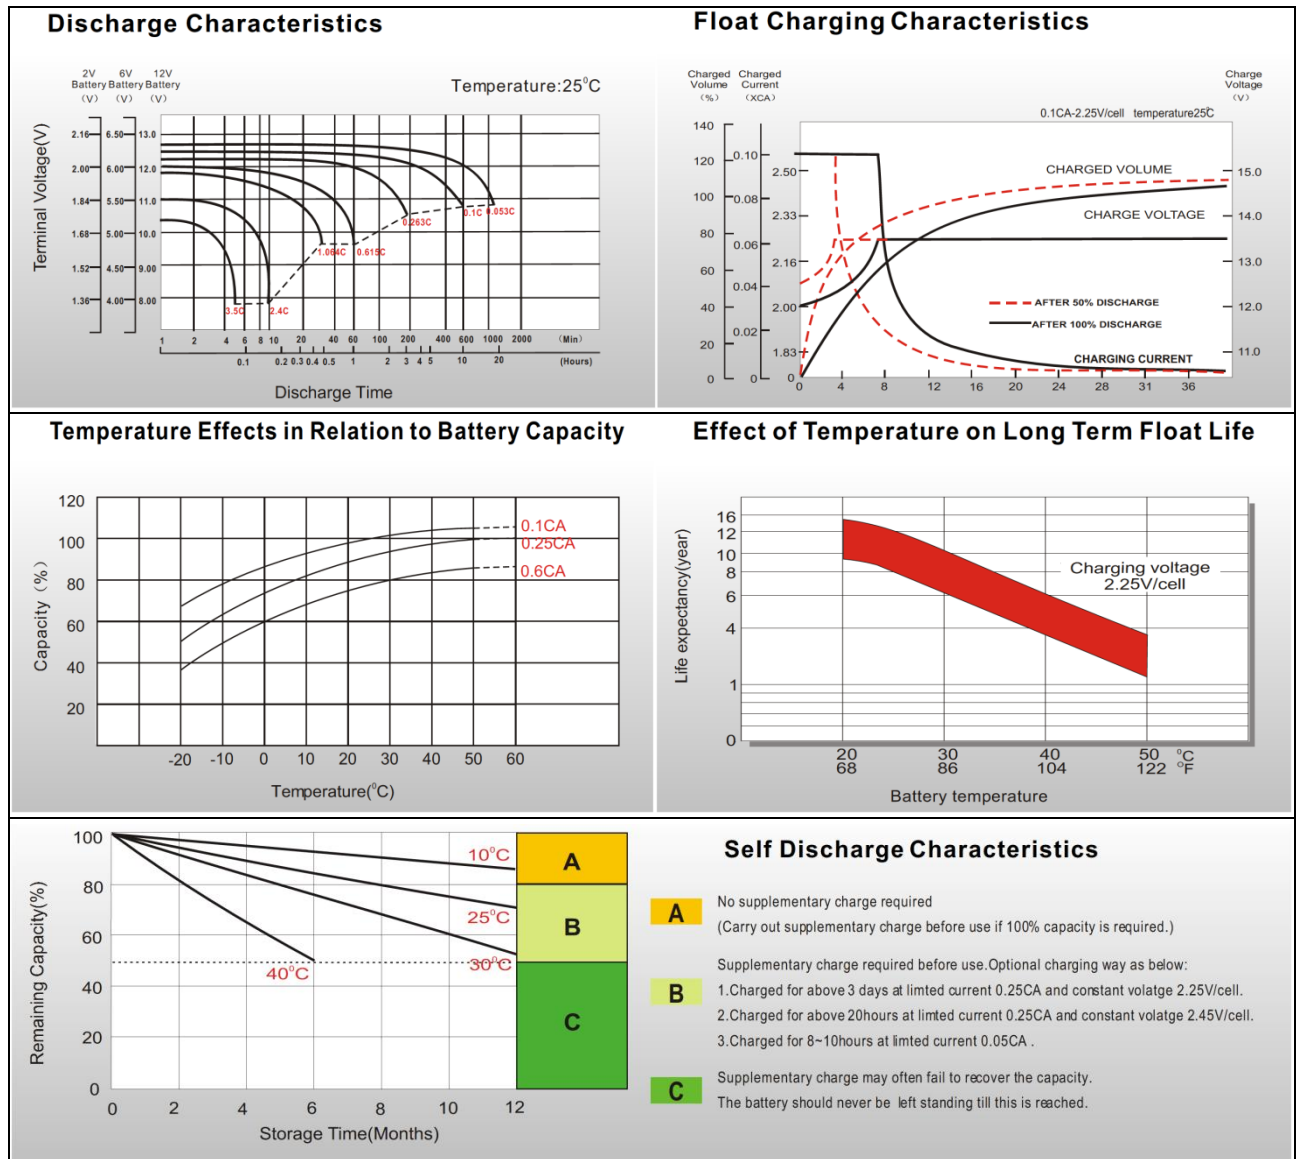 Discharge Characteristics
2V 6V 12V
Battery Battery Battery
(V) (V) (V)
Temperature:25°C
Terminal Voltage(V)
2.16 6.50 13.0
2.00 6.00 12.0
1.84 5.50 11.0
1.68 5.00 10.0
1.52 4.50 9.00
1.36 4.00 8.00
3.5C 2.4C 1.064C 0.615C 0.263C 0.1C 0.053C
1 2 4 6 8 10 20 40 60 100 200 400 600 1000 2000 (Min)
0.1 0.2 0.3 0.4 0.5 1 2 3 4 5 10 20 (Hours)
Discharge Time
Float Charging Characteristics
Charged Charged Charge
Volume Current Voltage
(%) (XCA) (V)
0.1CA-2.25V/cell temperature25°C
140
120 0.10 2.50 15.0
100 0.08 2.33 14.0
80 0.06 2.16 13.0
60 0.04 2.00 12.0
40 0.02 1.83 11.0
20
0 0 0
CHARGED VOLUME
CHARGE VOLTAGE
AFTER 50% DISCHARGE
AFTER 100% DISCHARGE
CHARGING CURRENT
0 4 8 12 16 20 24 28 31 36
Temperature Effects in Relation to Battery Capacity
Capacity (%)
120
100
80
60
40
20
0.1CA
0.25CA
0.6CA
-20 -10 0 10 20 30 40 50 60
Temperature(°C)
Effect of Temperature on Long Term Float Life
Life expectancy(year)
16
12
10
8
6
4
1
0
Charging voltage
2.25V/cell
20 30 40 50 °C
68 86 104 122 °F
Battery temperature
Remaining Capacity(%)
100
80
60
40
20
0
10°C
25°C
30°C
40°C
A
B
C
0 2 4 6 8 10 12
Storage Time(Months)
Self Discharge Characteristics
A
No supplementary charge required
(Carry out supplementary charge before use if 100% capacity is required.)
B
Supplementary charge required before use.Optional charging way as below:
1.Charged for above 3 days at limted current 0.25CA and constant volatge 2.25V/cell.
2.Charged for above 20hours at limted current 0.25CA and constant volatge 2.45V/cell.
3.Charged for 8~10hours at limted current 0.05CA .
C
Supplementary charge may often fail to recover the capacity.
The battery should never be left standing till this is reached.